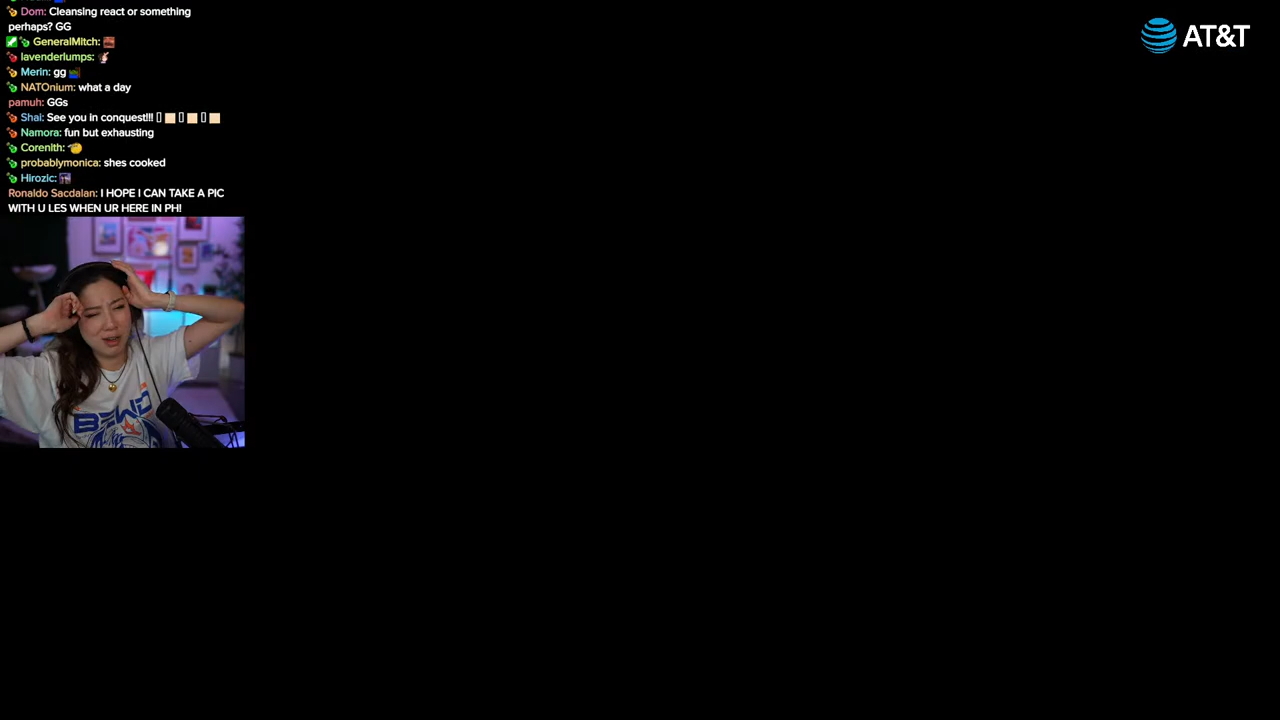 Dom: Cleansing react or something
perhaps? GG
AT&T
GeneralMitch:
lavenderlumps:
Merin: gg
NATOnium: what a day
pamuh: GGs
Shai: See you in conquest!!!
Namora: fun but exhausting
Corenith:
probablymonica: shes cooked
Hirozic:
Ronaldo Sacdalan: I HOPE I CAN TAKE A PIC
WITH U LES WHEN UR HERE IN PH!